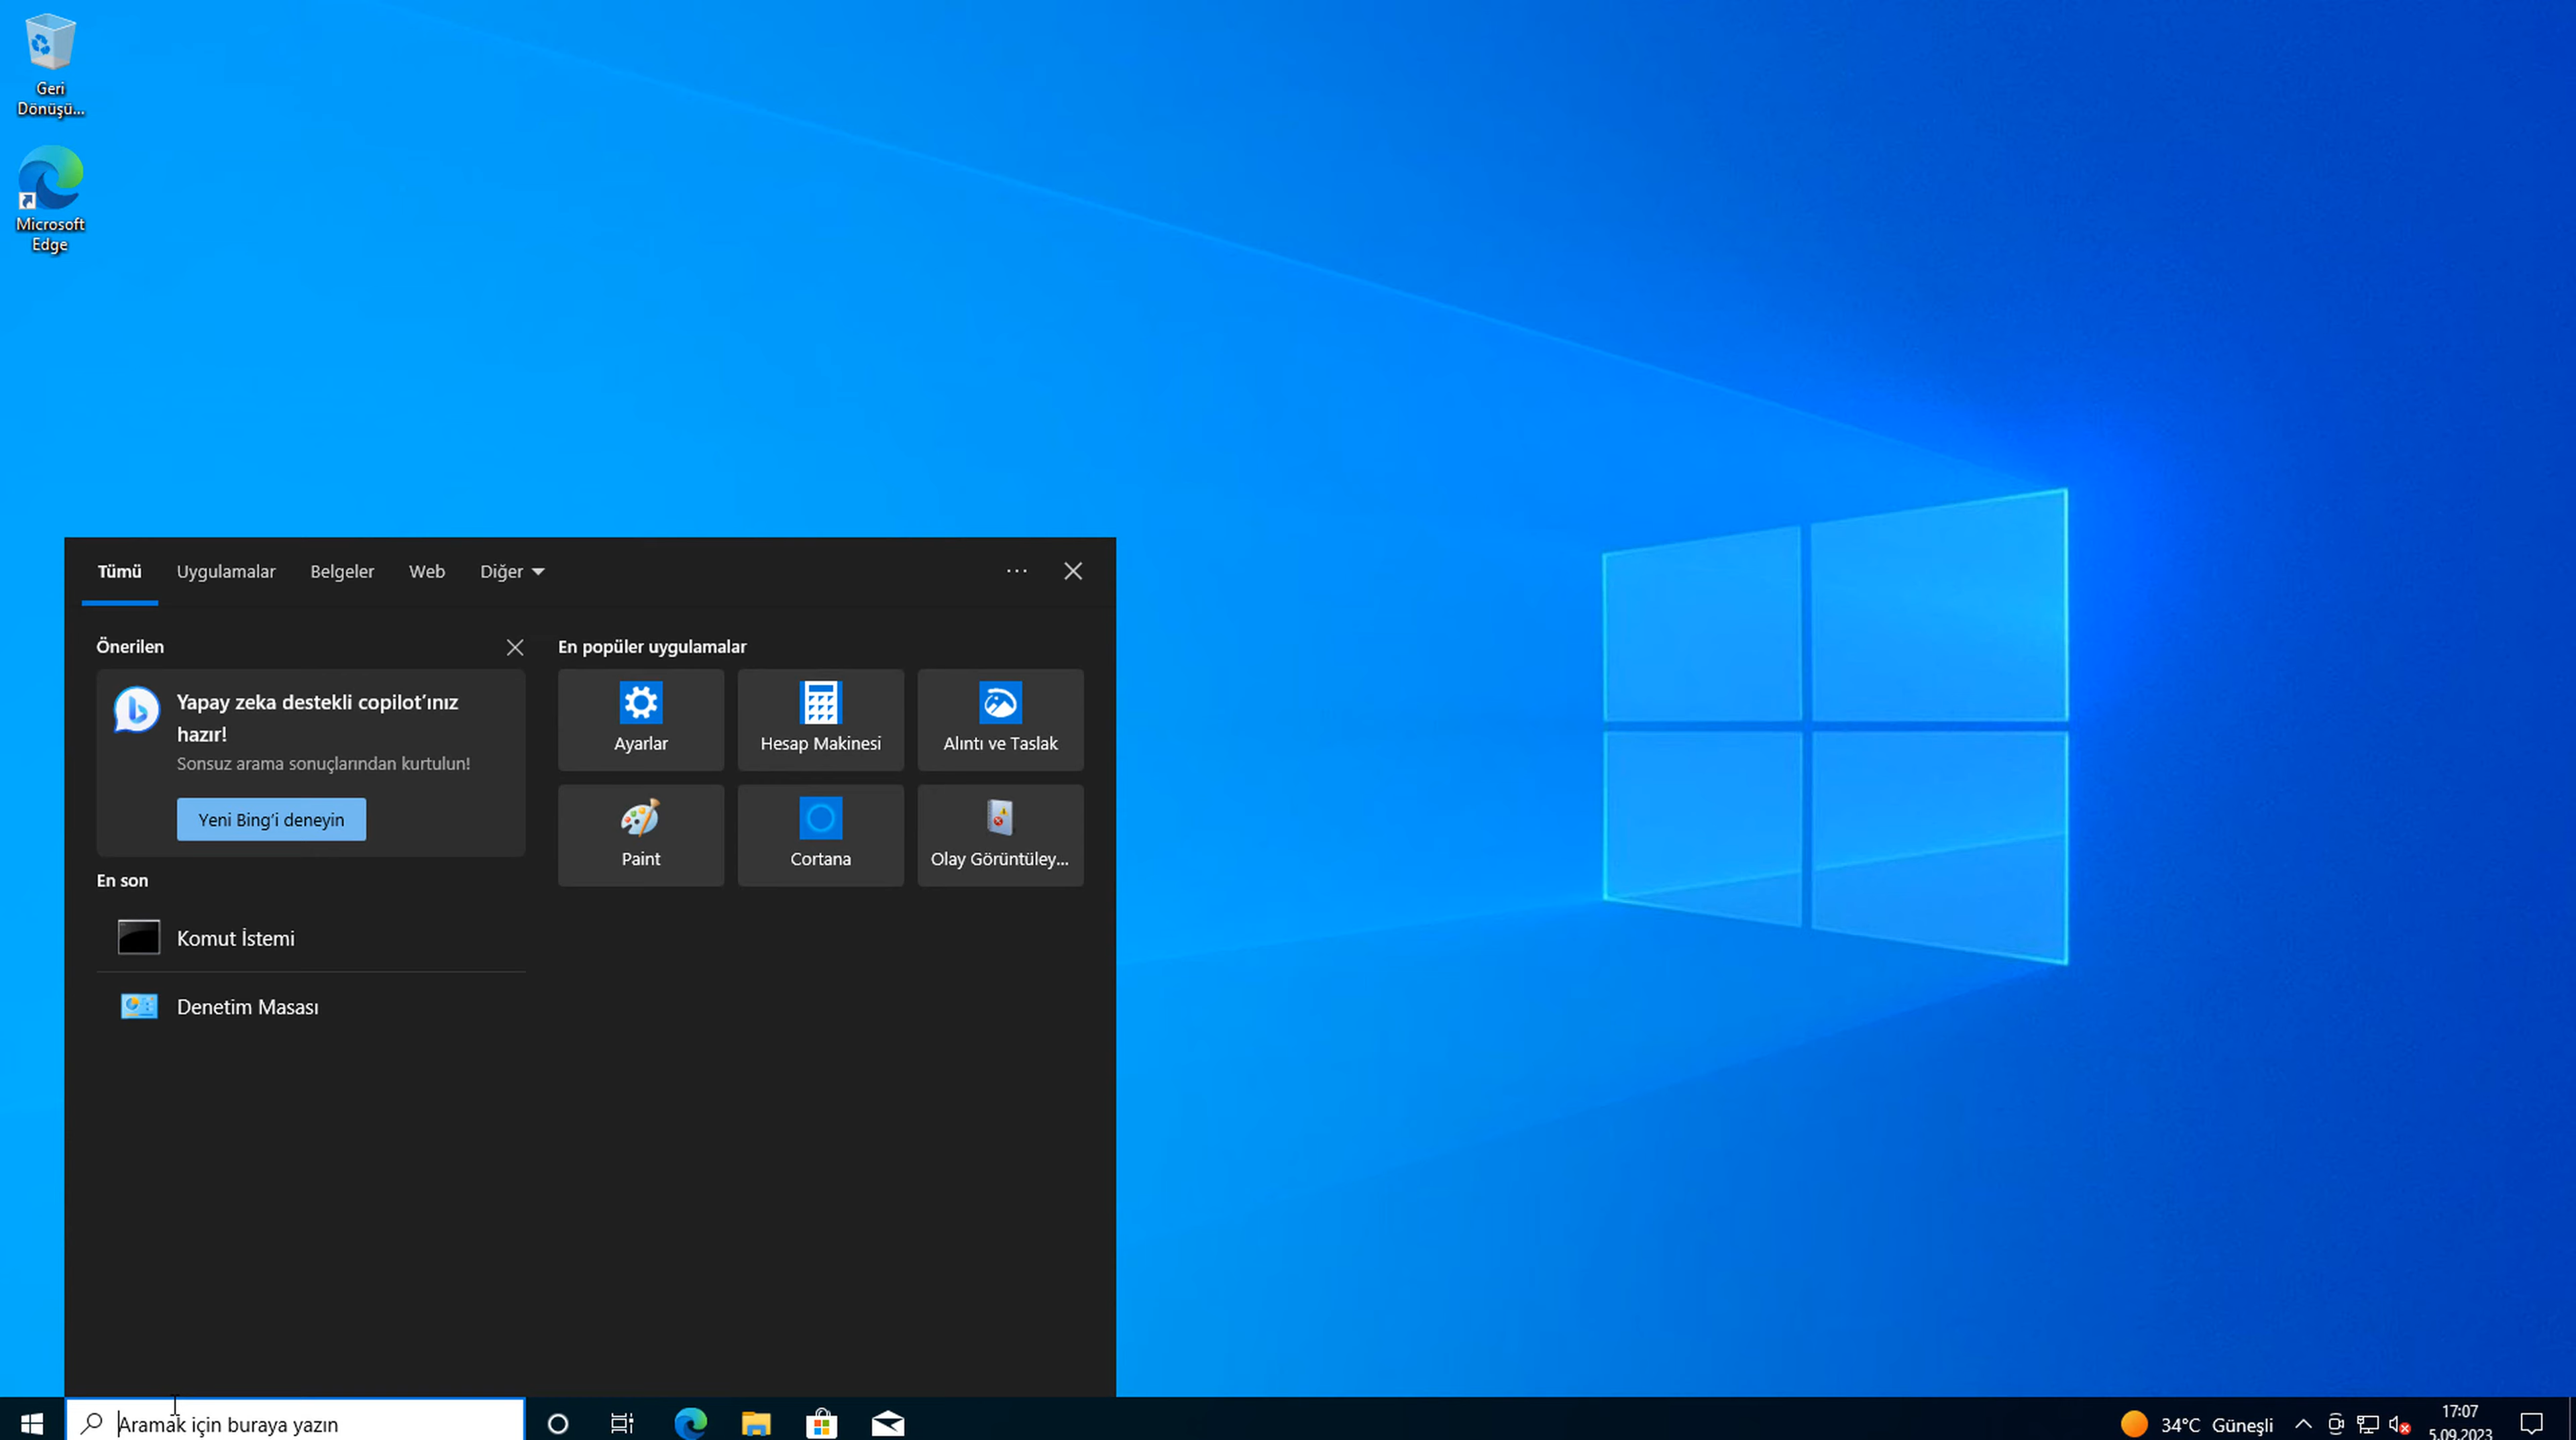 Geri
Dönüşü...
Microsoft
Edge
Tümü Uygulamalar Belgeler Web Diğer
Önerilen
Yapay zeka destekli copilot'ınız
hazır!
Sonsuz arama sonuçlarından kurtulun!
Yeni Bing'i deneyin
En son
Komut İstemi
Denetim Masası
En popüler uygulamalar
Ayarlar
Hesap Makinesi
Alıntı ve Taslak
Paint
Cortana
Olay Görüntüley...
Aramak için buraya yazın
34°C Güneşli
17:07
5.09.2023